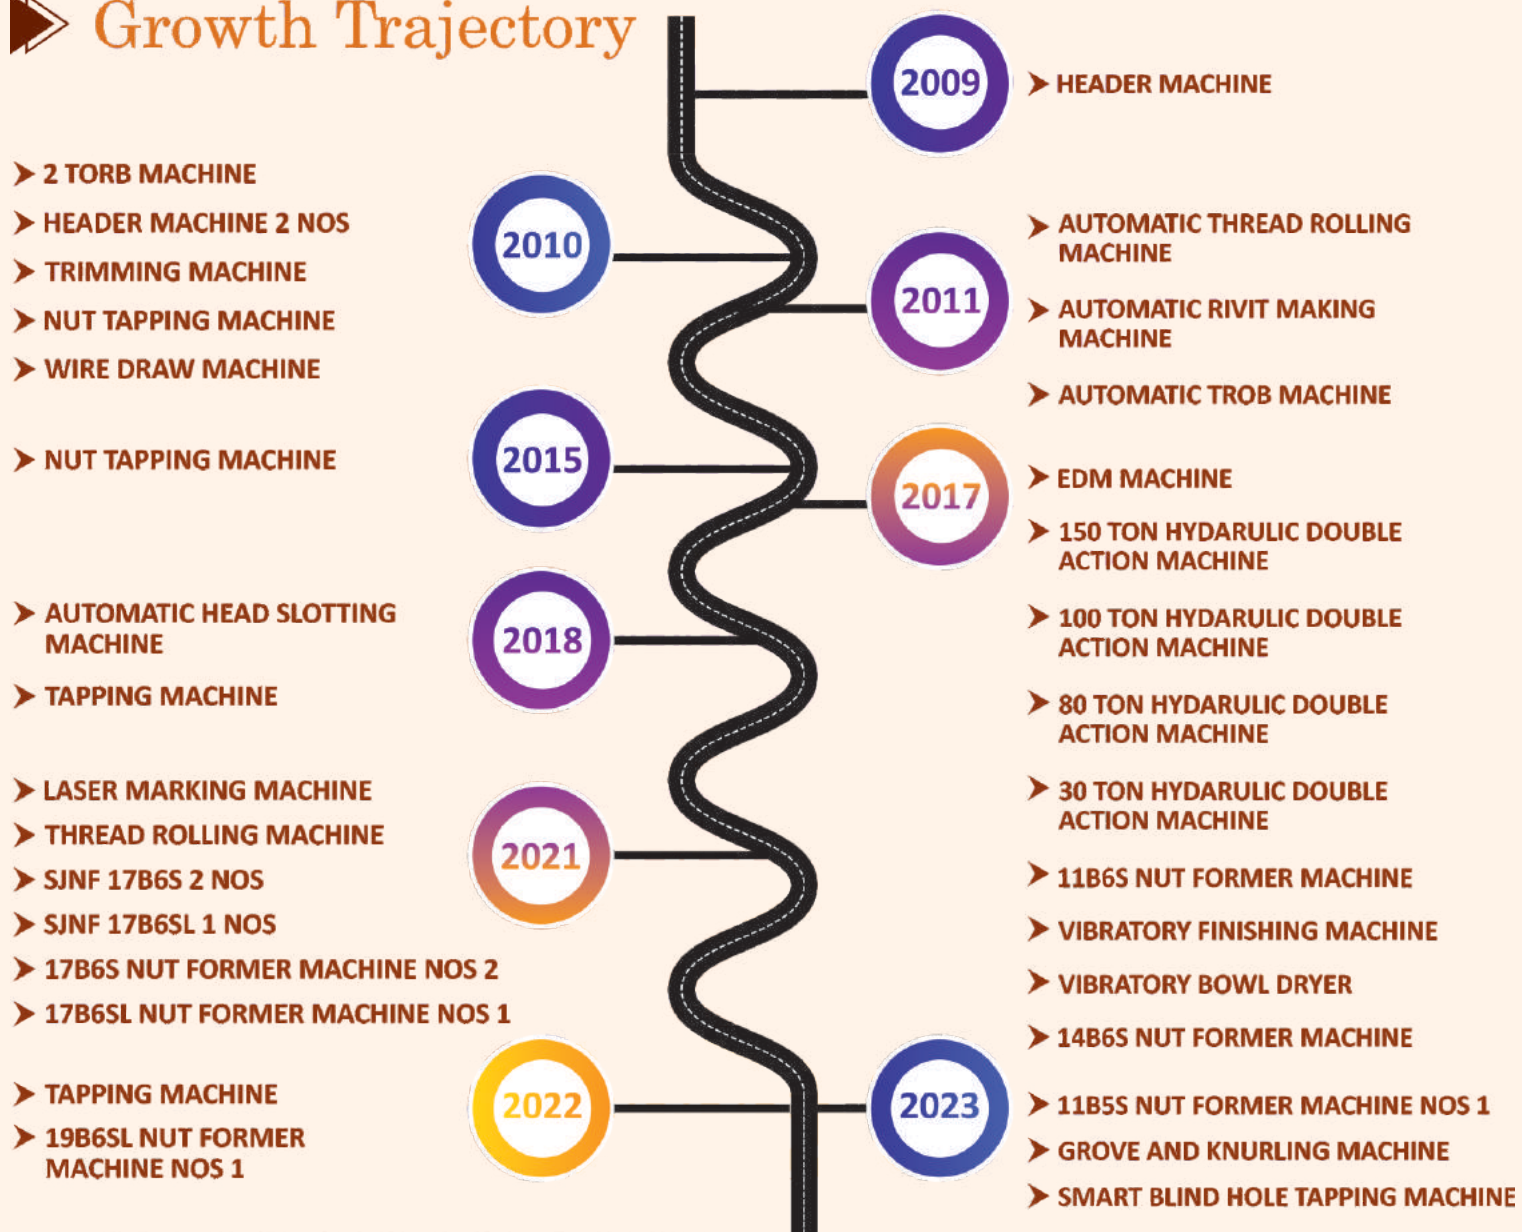 Growth Trajectory
2009
HEADER MACHINE
2010
2 TORB MACHINE
HEADER MACHINE 2 NOS
TRIMMING MACHINE
NUT TAPPING MACHINE
WIRE DRAW MACHINE
2011
AUTOMATIC THREAD ROLLING
MACHINE
AUTOMATIC RIVIT MAKING
MACHINE
AUTOMATIC TROB MACHINE
2015
NUT TAPPING MACHINE
2017
EDM MACHINE
150 TON HYDARULIC DOUBLE
ACTION MACHINE
100 TON HYDARULIC DOUBLE
ACTION MACHINE
80 TON HYDARULIC DOUBLE
ACTION MACHINE
30 TON HYDARULIC DOUBLE
ACTION MACHINE
11B6S NUT FORMER MACHINE
VIBRATORY FINISHING MACHINE
VIBRATORY BOWL DRYER
14B6S NUT FORMER MACHINE
2018
AUTOMATIC HEAD SLOTTING
MACHINE
TAPPING MACHINE
2021
LASER MARKING MACHINE
THREAD ROLLING MACHINE
SJNF 17B6S 2 NOS
SJNF 17B6SL 1 NOS
17B6S NUT FORMER MACHINE NOS 2
17B6SL NUT FORMER MACHINE NOS 1
2022
TAPPING MACHINE
19B6SL NUT FORMER
MACHINE NOS 1
2023
11B5S NUT FORMER MACHINE NOS 1
GROVE AND KNURLING MACHINE
SMART BLIND HOLE TAPPING MACHINE